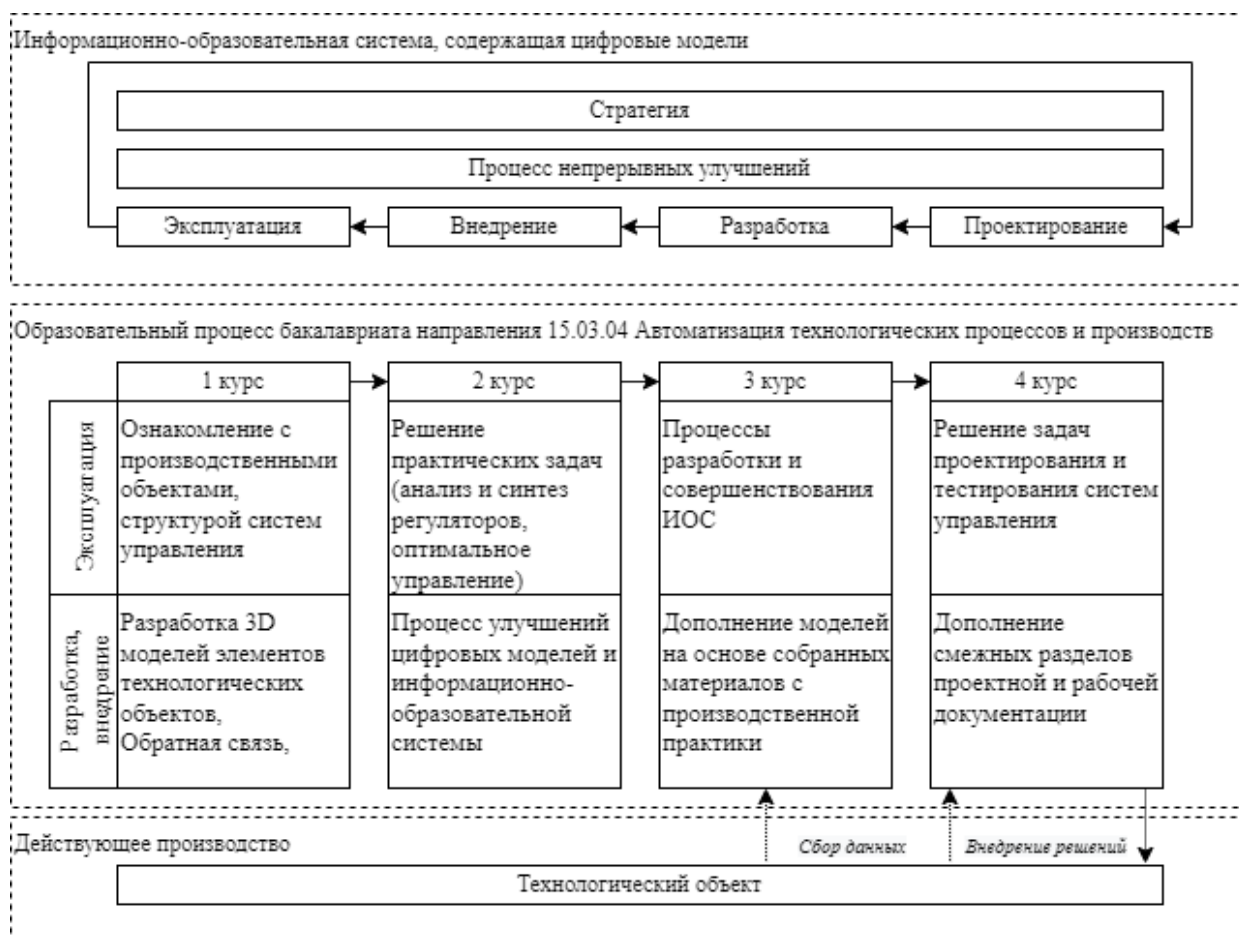 Информационно-образовательная система, содержащая цифровые модели
Стратегия
Процесс непрерывных улучшений
Эксплуатация
Внедрение
Разработка
Проектирование
Образовательный процесс бакалавриата направления 15.03.04 Автоматизация технологических процессов и производств
1 курс
2 курс
3 курс
4 курс
Эксплуатация
Ознакомление с
производственными
объектами,
структурой систем
управления
Решение
практических задач
(анализ и синтез
регуляторов,
оптимальное
управление)
Процессы
разработки и
совершенствования
ИОС
Решение задач
проектирования и
тестирования систем
управления
Разработка,
внедрение
Разработка 3D
моделей элементов
технологических
объектов,
Обратная связь,
Процесс улучшений
цифровых моделей и
информационно-
образовательной
системы
Дополнение моделей
на основе собранных
материалов с
производственной
практики
Дополнение
смежных разделов
проектной и рабочей
документации
Действующее производство
Сбор данных
Внедрение решений
Технологический объект